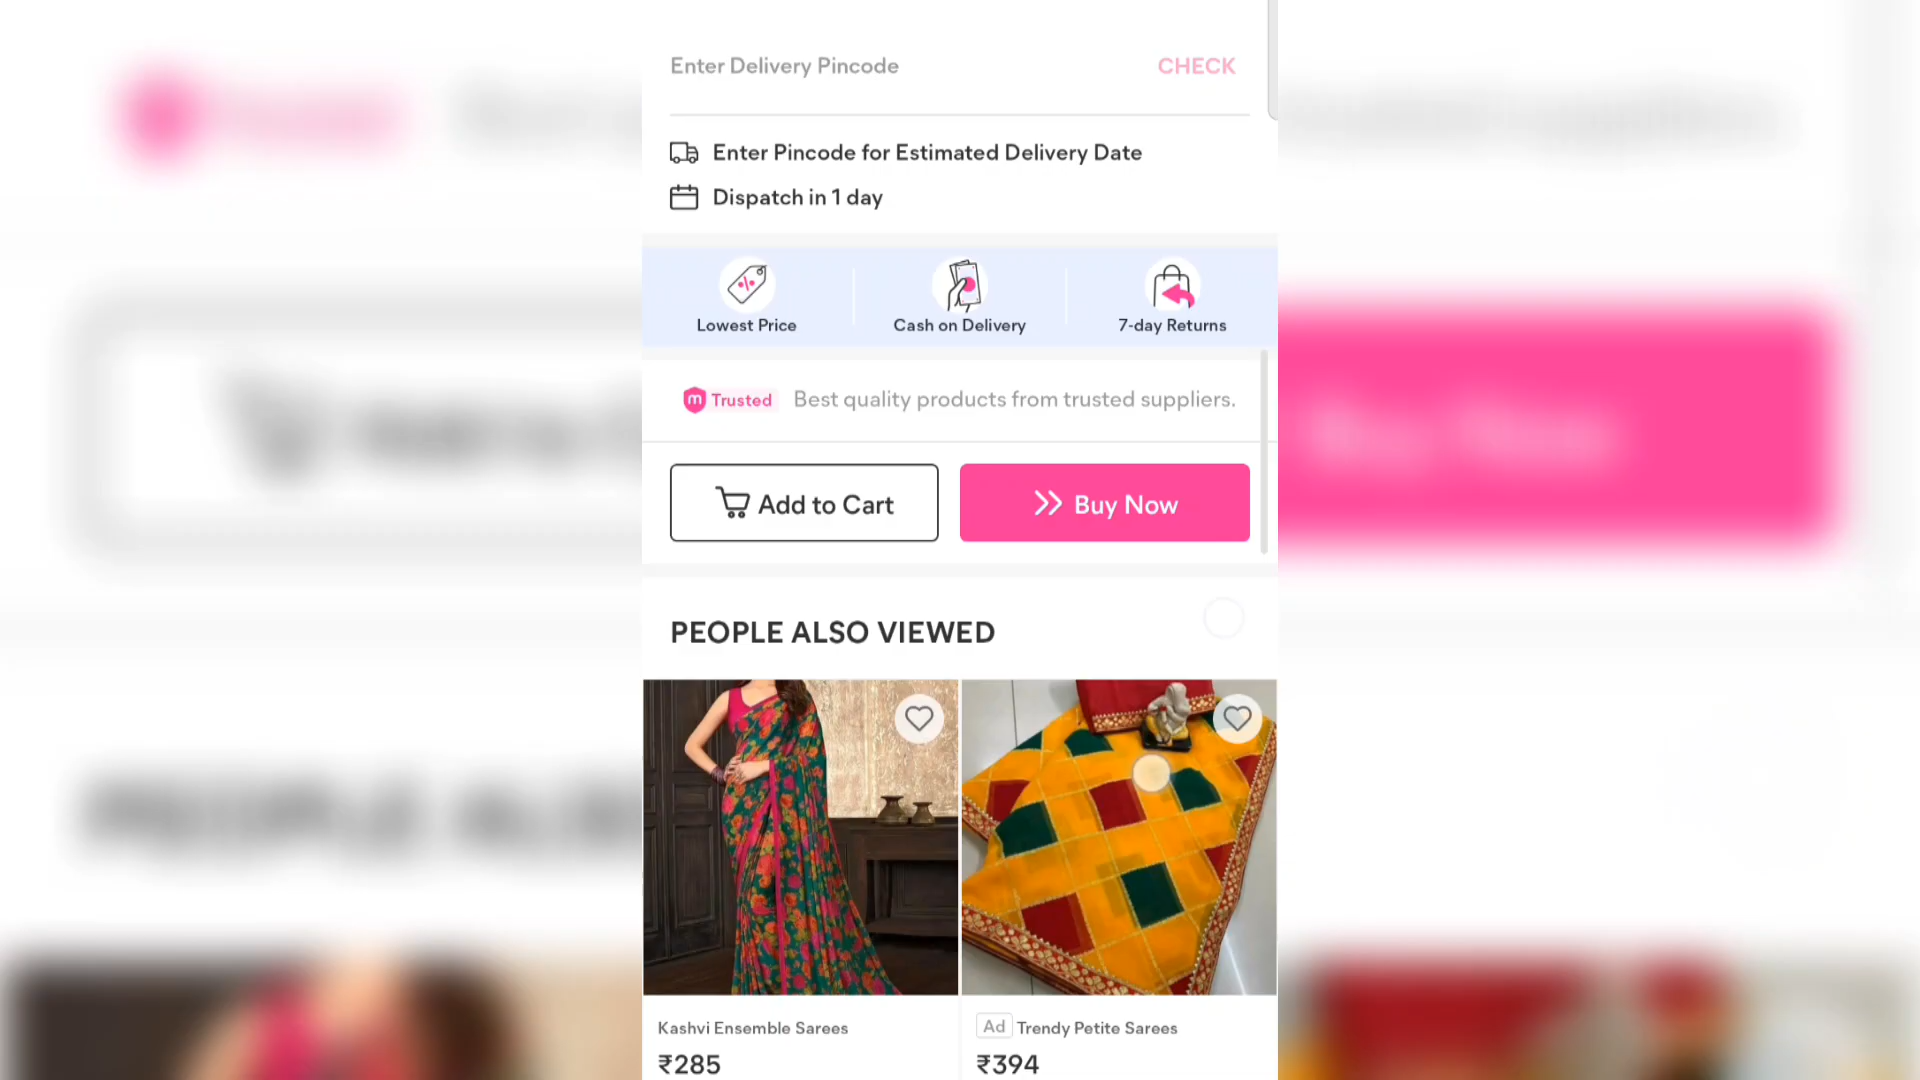 Enter Delivery Pincode CHECK
Enter Pincode for Estimated Delivery Date
Dispatch in 1 day
Lowest Price Cash on Delivery 7-day Returns
m Trusted Best quality products from trusted suppliers.
Add to Cart Buy Now
PEOPLE ALSO VIEWED
Kashvi Ensemble Sarees
₹285
Ad Trendy Petite Sarees
₹394